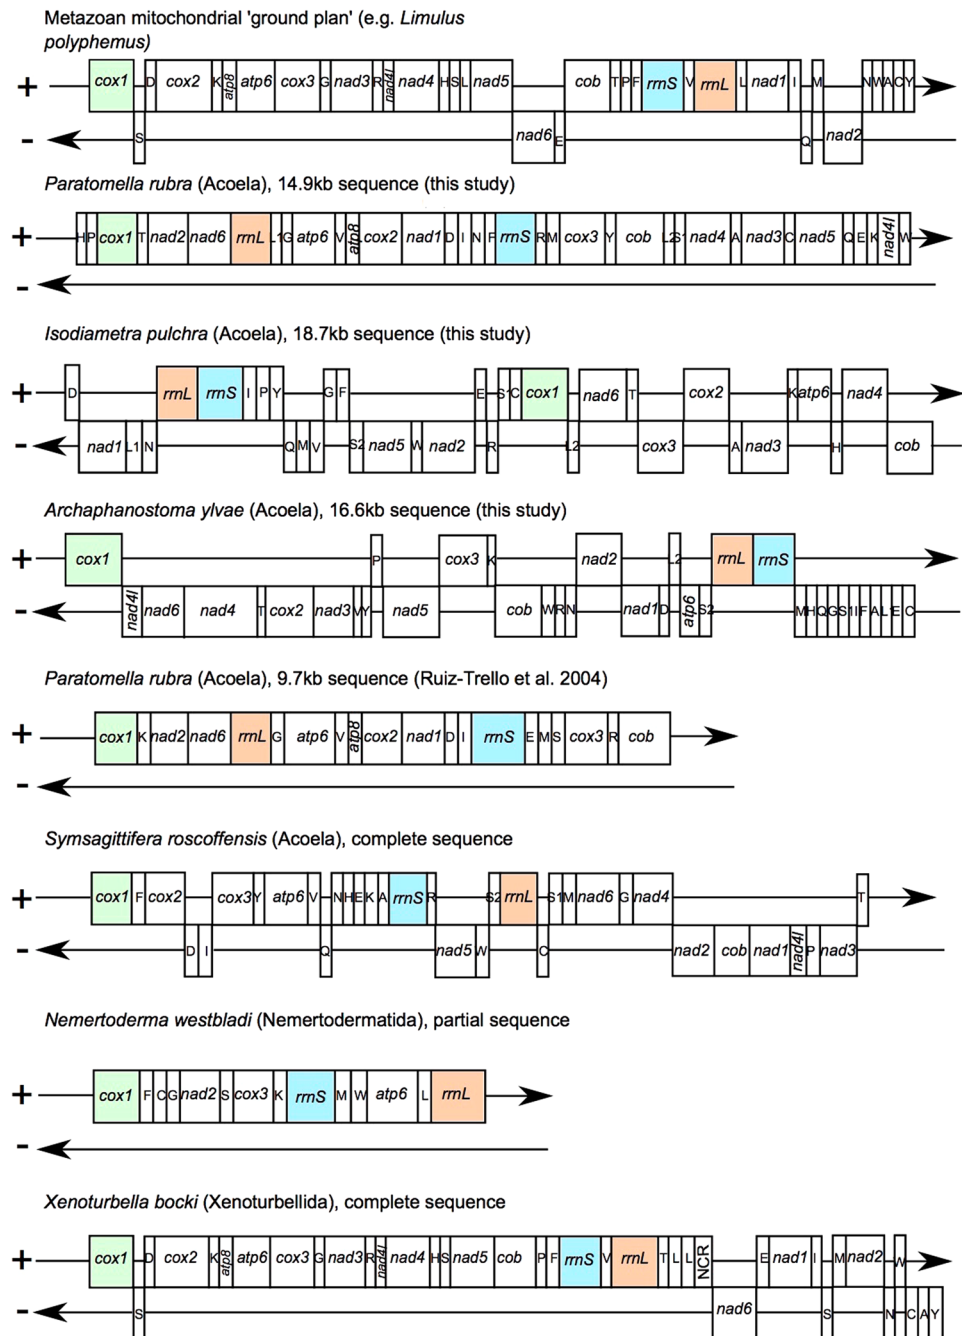 Metazoan mitochondrial 'ground plan' (e.g. Limulus
polyphemus)
+ cox1 D cox2 K atp8 atp6 cox3 G nad3 R nad4l nad4 H S L nad5 cob T P F rrnS V rrnL L nad1 I M N W A C Y
- S nad6 E Q nad2
Paratomella rubra (Acoela), 14.9kb sequence (this study)
+ H P cox1 T nad2 nad6 rrnL L1 G atp6 V atp8 cox2 nad1 D I N F rrnS R M cox3 Y cob L2 S1 nad4 A nad3 C nad5 Q E K nad4l W
-
Isodiametra pulchra (Acoela), 18.7kb sequence (this study)
+ D rrnL rrnS I P Y G F E S1 C cox1 nad6 T cox2 K atp6 nad4
- nad1 L1 N Q M V S2 nad5 W nad2 R L2 cox3 A nad3 H cob
Archaphanostoma ylvae (Acoela), 16.6kb sequence (this study)
+ cox1 P cox3 K nad2 L2 rrnL rrnS
- nad4l nad6 nad4 T cox2 nad3 V Y nad5 cob W R N nad1 D atp6 S2 M H Q G S1 I F A L1 E C
Paratomella rubra (Acoela), 9.7kb sequence (Ruiz-Trello et al. 2004)
+ cox1 K nad2 nad6 rrnL G atp6 V atp8 cox2 nad1 D I rrnS E M S cox3 R cob
-
Symsagittifera roscoffensis (Acoela), complete sequence
+ cox1 F cox2 cox3 Y atp6 V N H E K A rrnS R S2 rrnL S1 M nad6 G nad4 T
- D I Q nad5 W C nad2 cob nad1 nad4l P nad3
Nemertoderma westbladi (Nemertodermatida), partial sequence
+ cox1 F C G nad2 S cox3 K rrnS M W atp6 L rrnL
-
Xenoturbella bocki (Xenoturbellida), complete sequence
+ cox1 D cox2 K atp8 atp6 cox3 G nad3 R nad4l nad4 H S nad5 cob P F rrnS V rrnL T L L NCR E nad1 I M nad2 W
- S nad6 S N C A Y